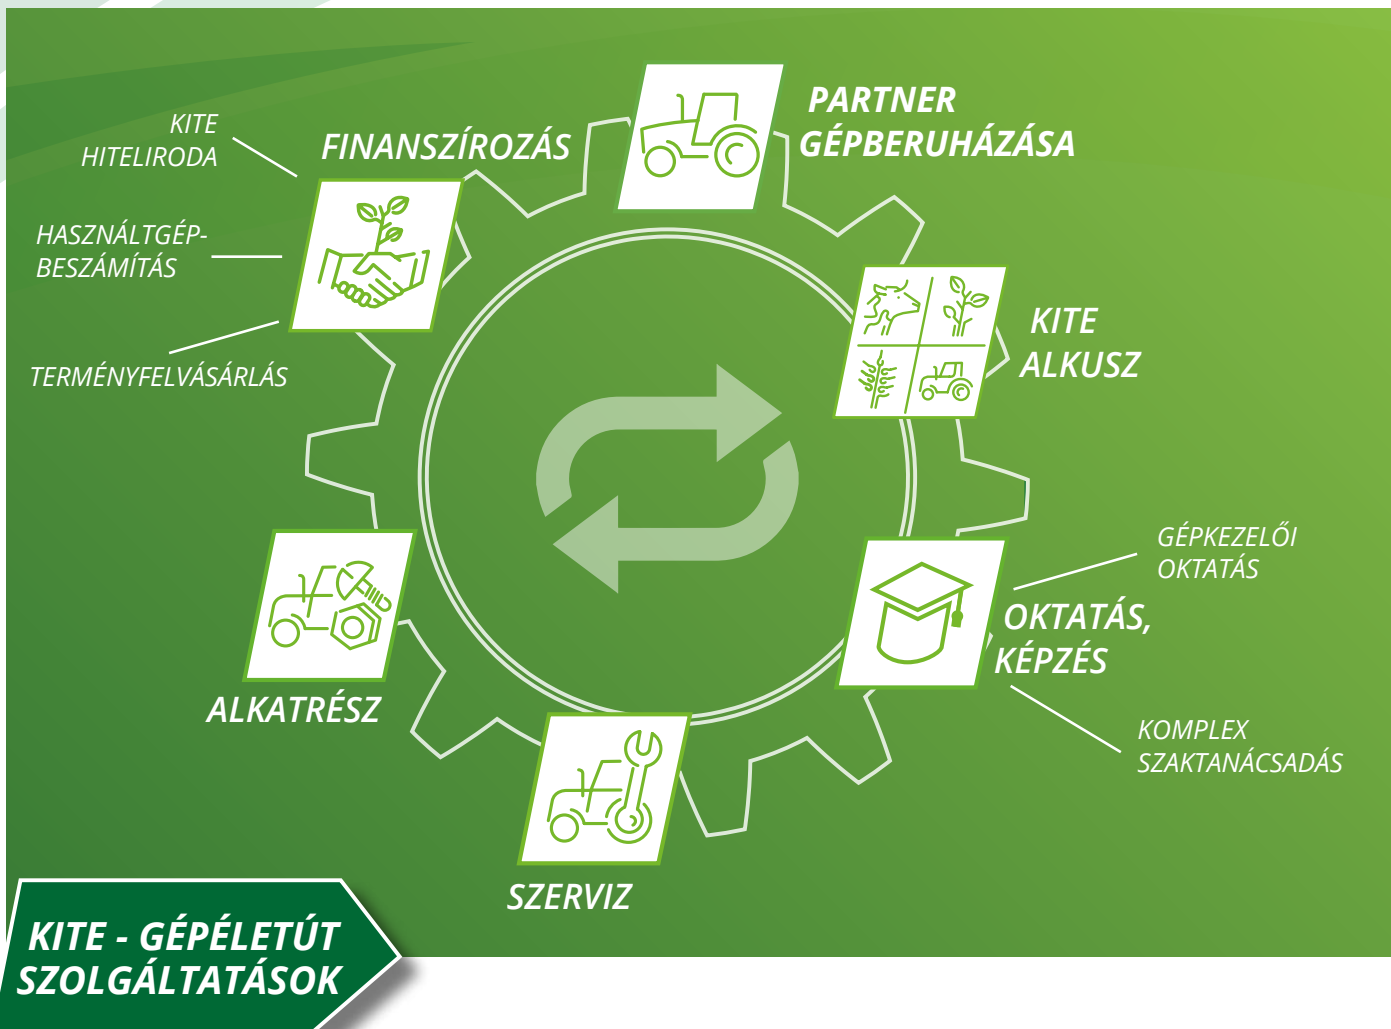 PARTNER
GÉPBERUHÁZÁSA
KITE
ALKUSZ
OKTATÁS,
KÉPZÉS
GÉPKEZELŐI
OKTATÁS
KOMPLEX
SZAKTANÁCSADÁS
SZERVIZ
ALKATRÉSZ
FINANSZÍROZÁS
KITE
HITELIRODA
HASZNÁLTGÉP-
BESZÁMÍTÁS
TERMÉNYFELVÁSÁRLÁS
KITE - GÉPÉLETÚT
SZOLGÁLTATÁSOK